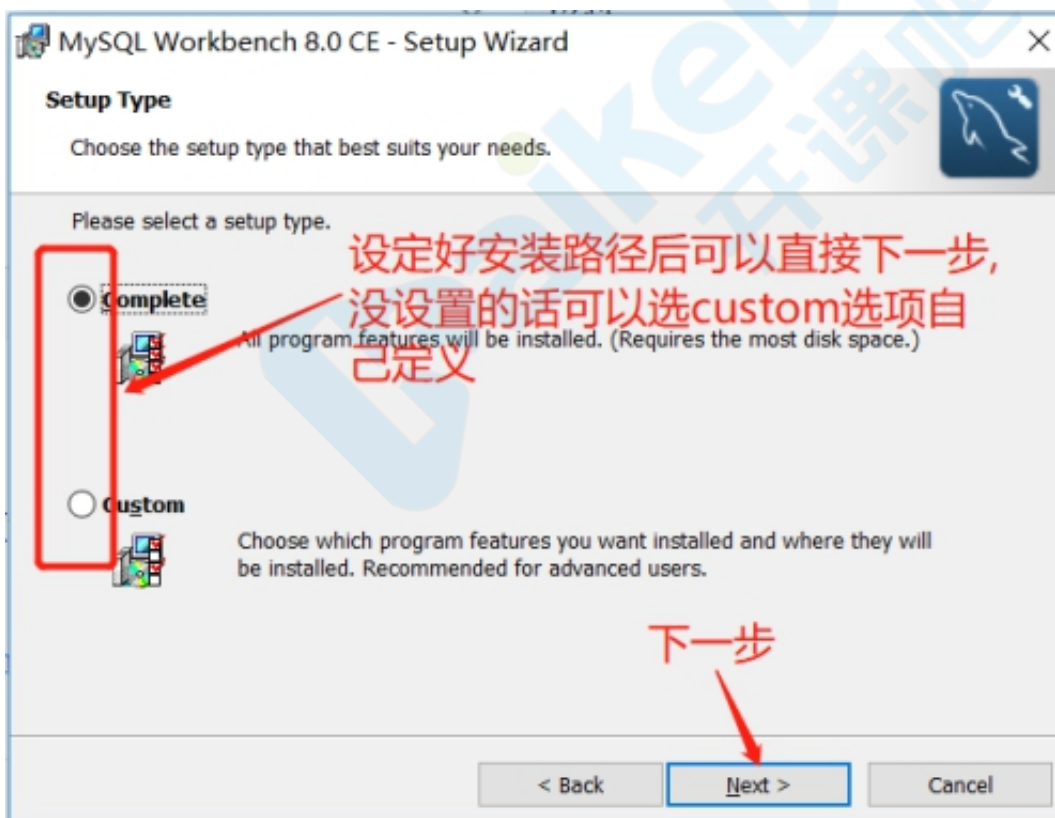 MySQL Workbench 8.0 CE - Setup Wizard
Setup Type
Choose the setup type that best suits your needs.
Please select a setup type.
设定好安装路径后可以直接下一步,
Complete
没设置的话可以选custom选项自
All program features will be installed. (Requires the most disk space.)
己定义
Custom
Choose which program features you want installed and where they will
be installed. Recommended for advanced users.
下一步
< Back
Next >
Cancel
开课吧